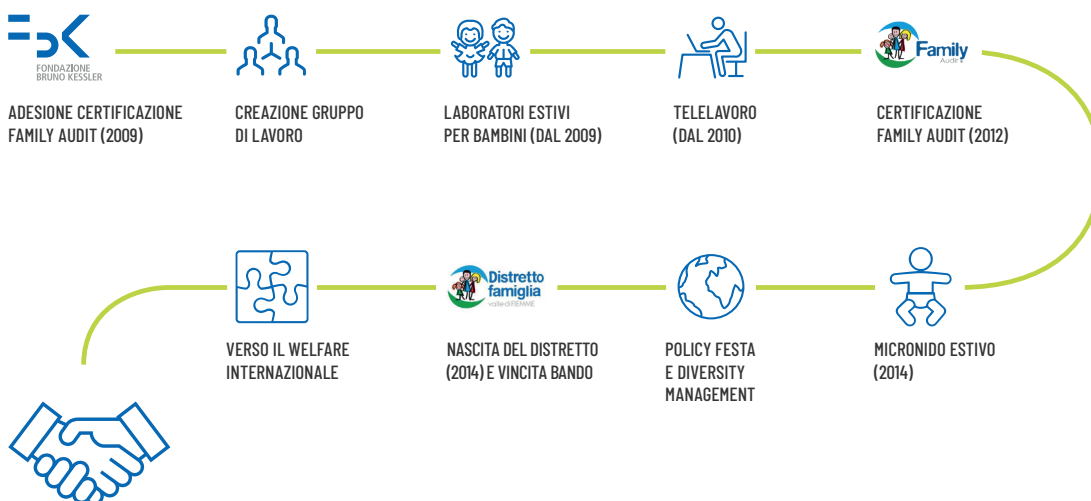 FBK
FONDAZIONE
BRUNO KESSLER
ADESIONE CERTIFICAZIONE
FAMILY AUDIT (2009)
CREAZIONE GRUPPO
DI LAVORO
LABORATORI ESTIVI
PER BAMBINI (DAL 2009)
TELELAVORO
(DAL 2010)
Family
Audit
CERTIFICAZIONE
FAMILY AUDIT (2012)
VERSO IL WELFARE
INTERNAZIONALE
Distretto
famiglia
valle di FIEMME
NASCITA DEL DISTRETTO
(2014) E VINCITA BANDO
POLICY FESTA
E DIVERSITY
MANAGEMENT
MICRONIDO ESTIVO
(2014)